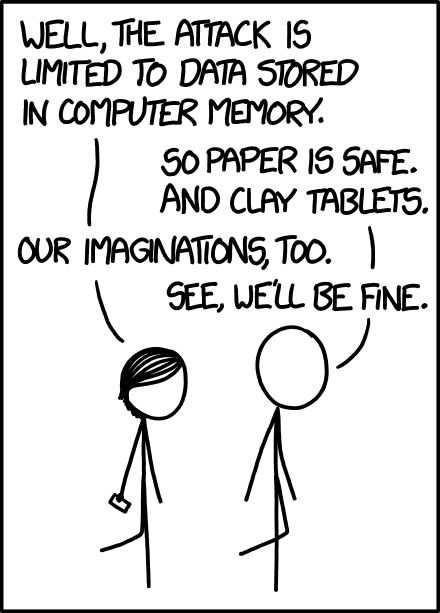 WELL, THE ATTACK IS
LIMITED TO DATA STORED
IN COMPUTER MEMORY.
SO PAPER IS SAFE.
AND CLAY TABLETS.
OUR IMAGINATIONS, TOO.
SEE, WE'LL BE FINE.